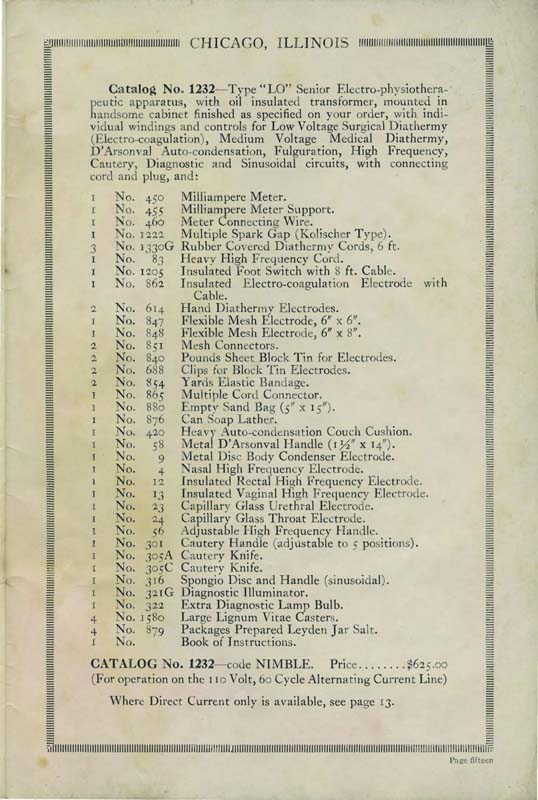 CHICAGO, ILLINOIS
Catalog No. 1232—Type "LO" Senior Electro-physiothera-
peutic apparatus, with oil insulated transformer, mounted in
handsome cabinet finished as specified on your order, with indi-
vidual windings and controls for Low Voltage Surgical Diathermy
(Electro-coagulation), Medium Voltage Medical Diathermy,
D'Arsonval Auto-condensation, Fulguration, High Frequency,
Cautery, Diagnostic and Sinusoidal circuits, with connecting
cord and plug, and:
1 No. 450 Milliampere Meter.
1 No. 455 Milliampere Meter Support.
1 No. 460 Meter Connecting Wire.
1 No. 1222 Multiple Spark Gap (Kolischer Type).
3 No. 1330G Rubber Covered Diathermy Cords, 6 ft.
1 No. 83 Heavy High Frequency Cord.
1 No. 1205 Insulated Foot Switch with 8 ft. Cable.
1 No. 862 Insulated Electro-coagulation Electrode with
Cable.
2 No. 614 Hand Diathermy Electrodes.
1 No. 847 Flexible Mesh Electrode, 6" x 6".
1 No. 848 Flexible Mesh Electrode, 6" x 8".
2 No. 851 Mesh Connectors.
2 No. 840 Pounds Sheet Block Tin for Electrodes.
2 No. 688 Clips for Block Tin Electrodes.
2 No. 854 Yards Elastic Bandage.
1 No. 865 Multiple Cord Connector.
1 No. 880 Empty Sand Bag (5" x 15").
1 No. 876 Can Soap Lather.
1 No. 420 Heavy Auto-condensation Couch Cushion.
1 No. 58 Metal D'Arsonval Handle (1½" x 14").
1 No. 9 Metal Disc Body Condenser Electrode.
1 No. 4 Nasal High Frequency Electrode.
1 No. 12 Insulated Rectal High Frequency Electrode.
1 No. 13 Insulated Vaginal High Frequency Electrode.
1 No. 23 Capillary Glass Urethral Electrode.
1 No. 24 Capillary Glass Throat Electrode.
1 No. 56 Adjustable High Frequency Handle.
1 No. 301 Cautery Handle (adjustable to 5 positions).
1 No. 305A Cautery Knife.
1 No. 305C Cautery Knife.
1 No. 316 Spongio Disc and Handle (sinusoidal).
1 No. 321G Diagnostic Illuminator.
1 No. 322 Extra Diagnostic Lamp Bulb.
4 No. 1580 Large Lignum Vitae Casters.
4 No. 879 Packages Prepared Leyden Jar Salt.
1 No. Book of Instructions.
CATALOG No. 1232—code NIMBLE. Price........$625.00
(For operation on the 110 Volt, 60 Cycle Alternating Current Line)
Where Direct Current only is available, see page 13.
Page fifteen